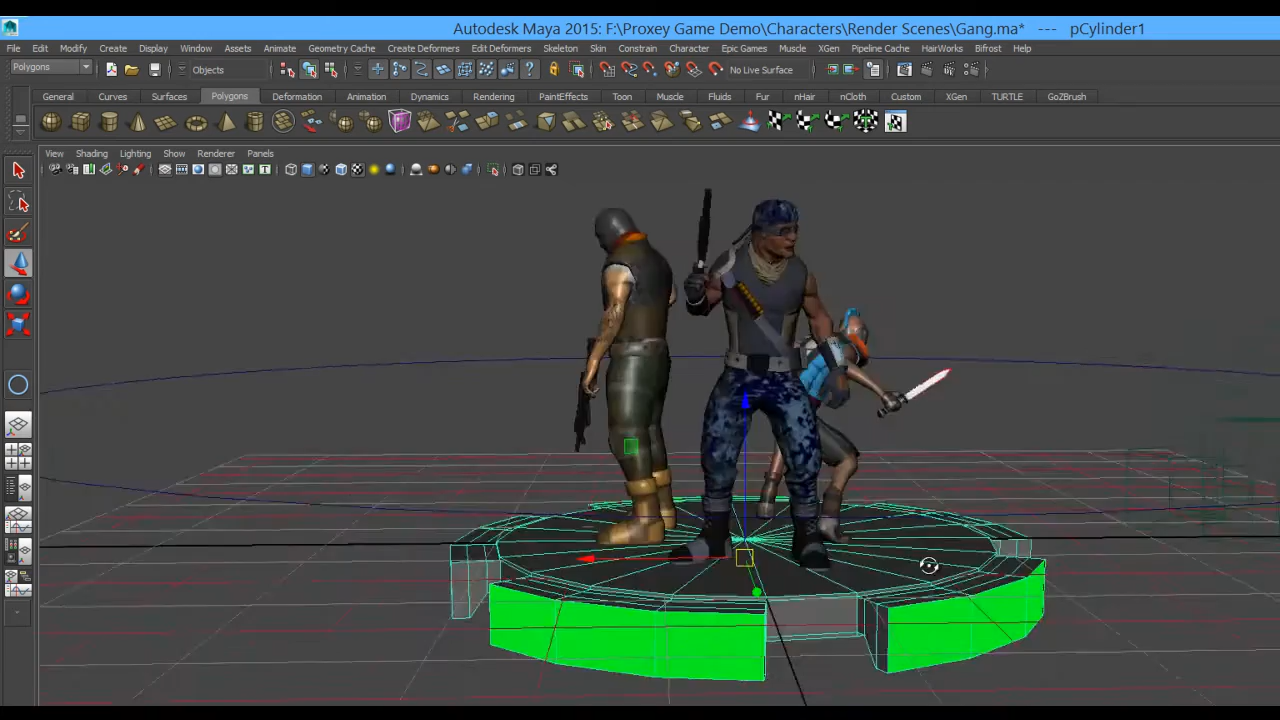 Autodesk Maya 2015: F:\Proxey Game Demo\Characters\Render Scenes\Gang.ma* --- pCylinder1
File Edit Modify Create Display Window Assets Animate Geometry Cache Create Deformers Edit Deformers Skeleton Skin Constrain Character Epic Games Muscle XGen Pipeline Cache HairWorks Bifrost Help
Polygons Objects No Live Surface
General Curves Surfaces Polygons Deformation Animation Dynamics Rendering PaintEffects Toon Muscle Fluids Fur nHair nCloth Custom XGen TURTLE GoZBrush
View Shading Lighting Show Renderer Panels